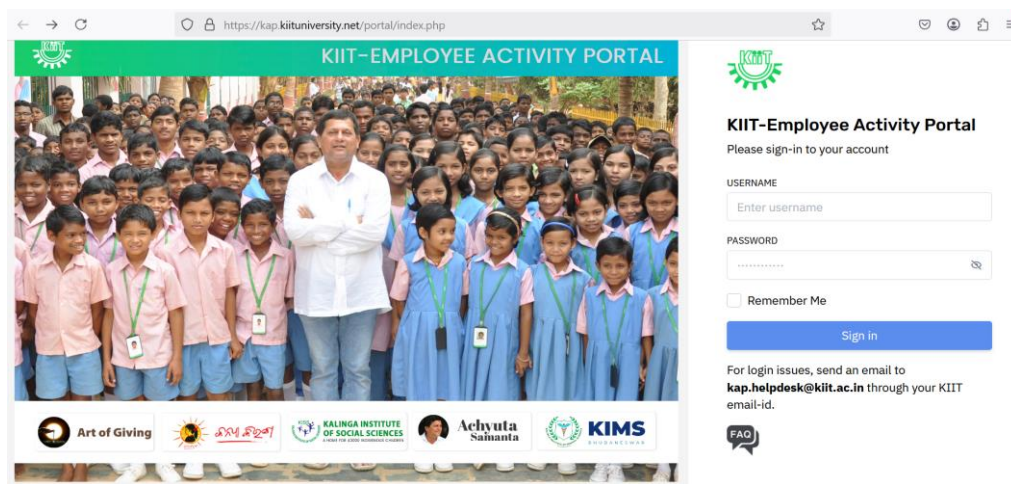 https://kap.kiituniversity.net/portal/index.php
KIIT
KIIT-EMPLOYEE ACTIVITY PORTAL
Art of Giving
KALINGA INSTITUTE
OF SOCIAL SCIENCES
Achyuta
Samanta
KIMS
BHUBANESWAR
KIIT
KIIT-Employee Activity Portal
Please sign-in to your account
USERNAME
Enter username
PASSWORD
Remember Me
Sign in
For login issues, send an email to
kap.helpdesk@kiit.ac.in through your KIIT
email-id.
FAQ